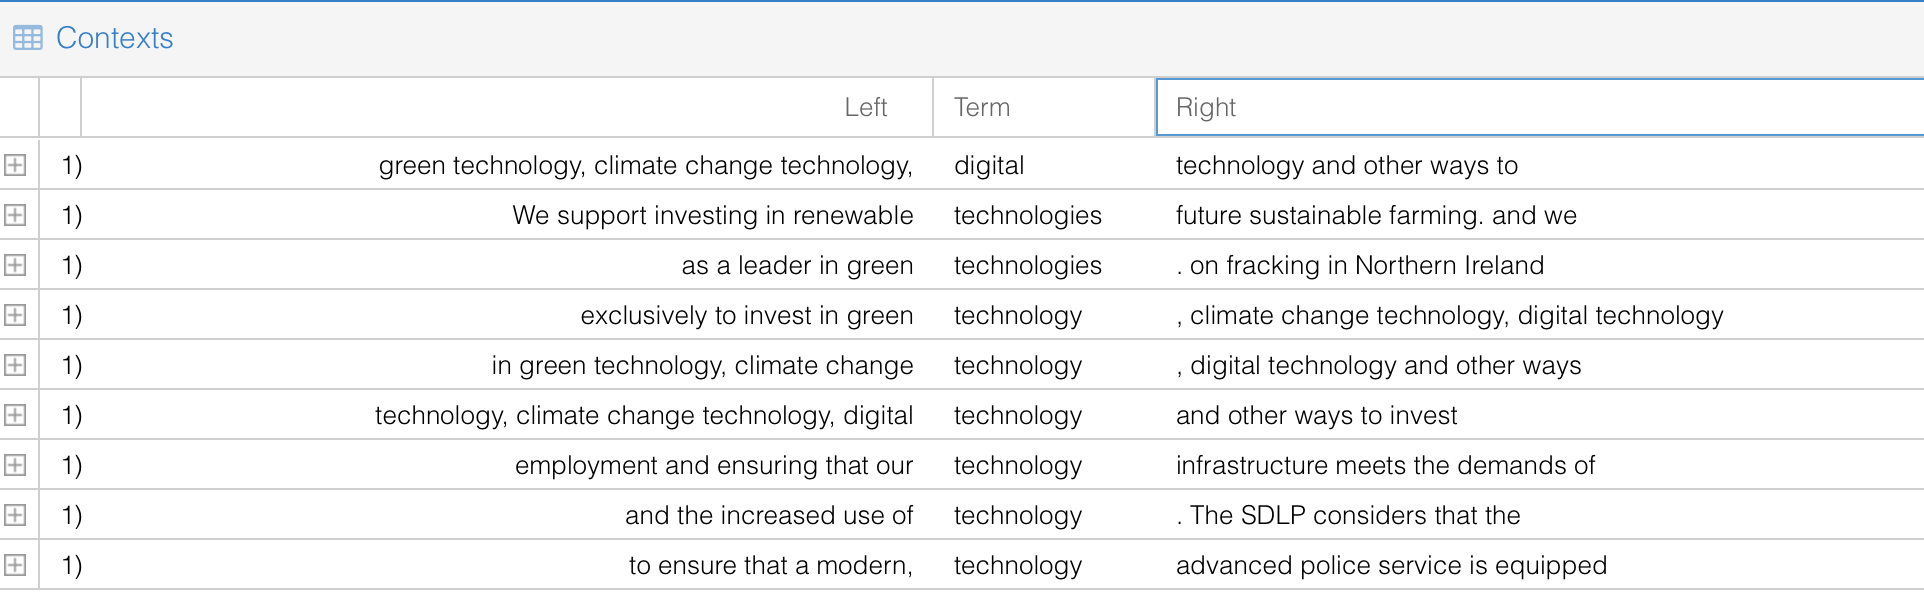 Contexts
Left Term Right
1) green technology, climate change technology, digital technology and other ways to
1) We support investing in renewable technologies future sustainable farming. and we
1) as a leader in green technologies . on fracking in Northern Ireland
1) exclusively to invest in green technology , climate change technology, digital technology
1) in green technology, climate change technology , digital technology and other ways
1) technology, climate change technology, digital technology and other ways to invest
1) employment and ensuring that our technology infrastructure meets the demands of
1) and the increased use of technology . The SDLP considers that the
1) to ensure that a modern, technology advanced police service is equipped